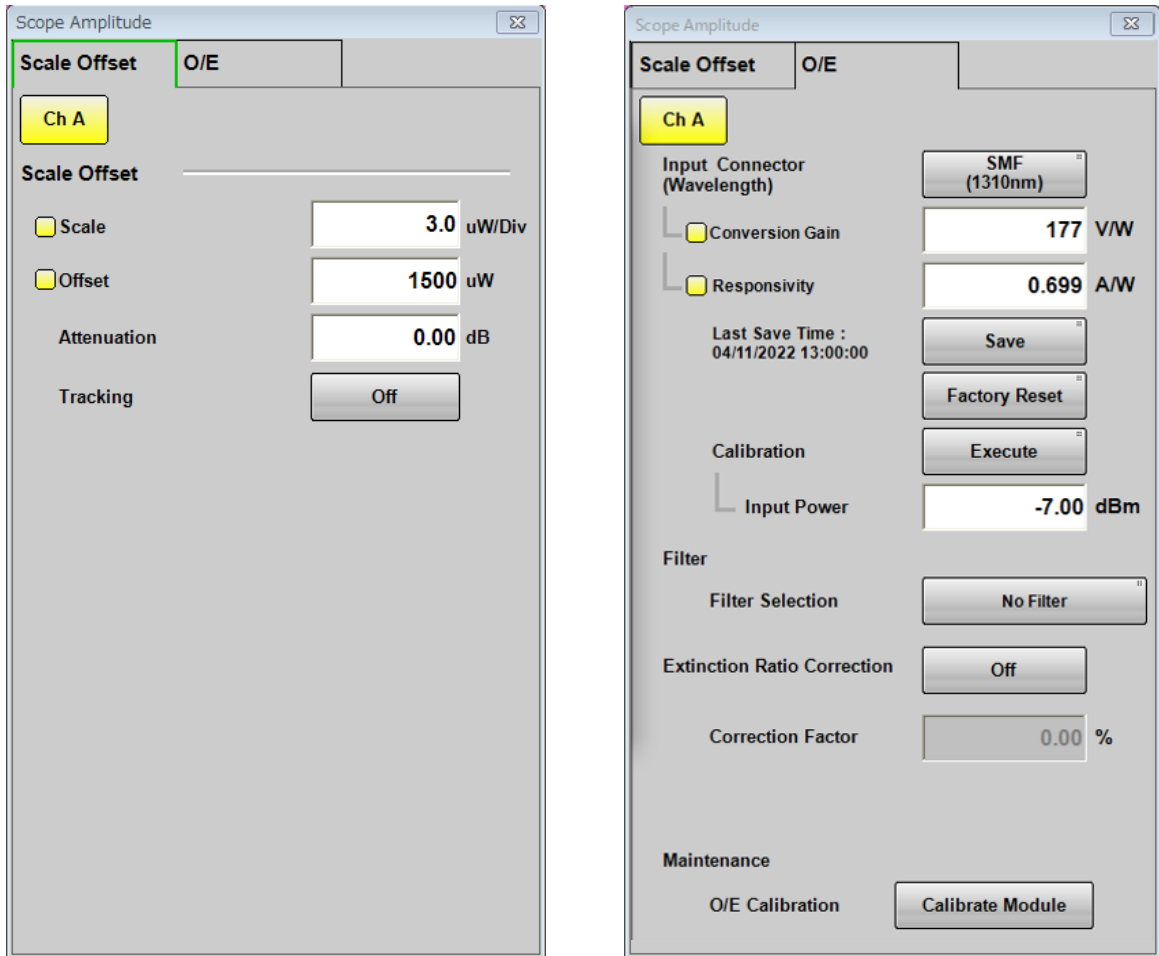 Scope Amplitude
Scale Offset O/E
Ch A
Scale Offset
Scale 3.0 uW/Div
Offset 1500 uW
Attenuation 0.00 dB
Tracking Off
Scope Amplitude
Scale Offset O/E
Ch A
Input Connector
(Wavelength)
SMF
(1310nm)
Conversion Gain 177 V/W
Responsivity 0.699 A/W
Last Save Time :
04/11/2022 13:00:00
Save
Factory Reset
Calibration Execute
Input Power -7.00 dBm
Filter
Filter Selection No Filter
Extinction Ratio Correction Off
Correction Factor 0.00 %
Maintenance
O/E Calibration Calibrate Module